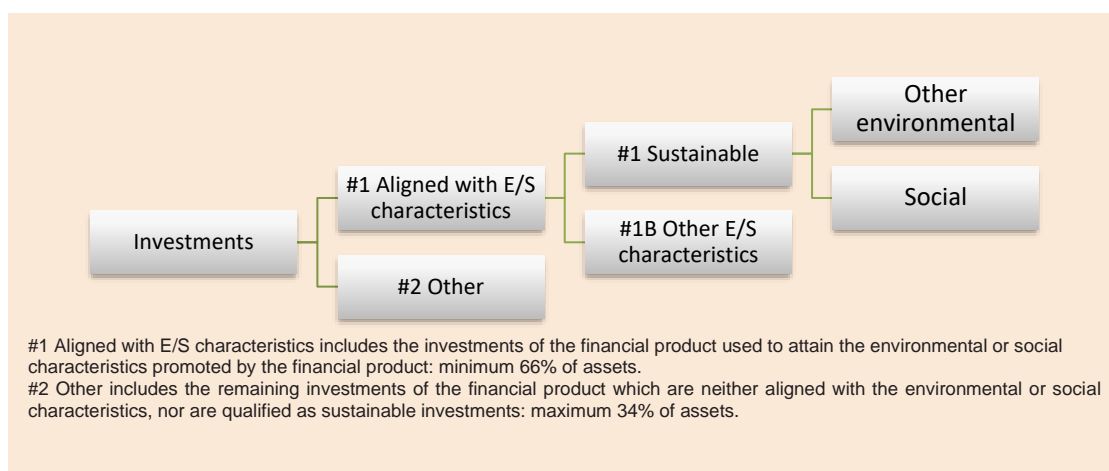 Other
environmental
#1 Sustainable
#1 Aligned with E/S
characteristics
Social
Investments
#1B Other E/S
characteristics
#2 Other
#1 Aligned with E/S characteristics includes the investments of the financial product used to attain the environmental or social
characteristics promoted by the financial product: minimum 66% of assets.
#2 Other includes the remaining investments of the financial product which are neither aligned with the environmental or social
characteristics, nor are qualified as sustainable investments: maximum 34% of assets.